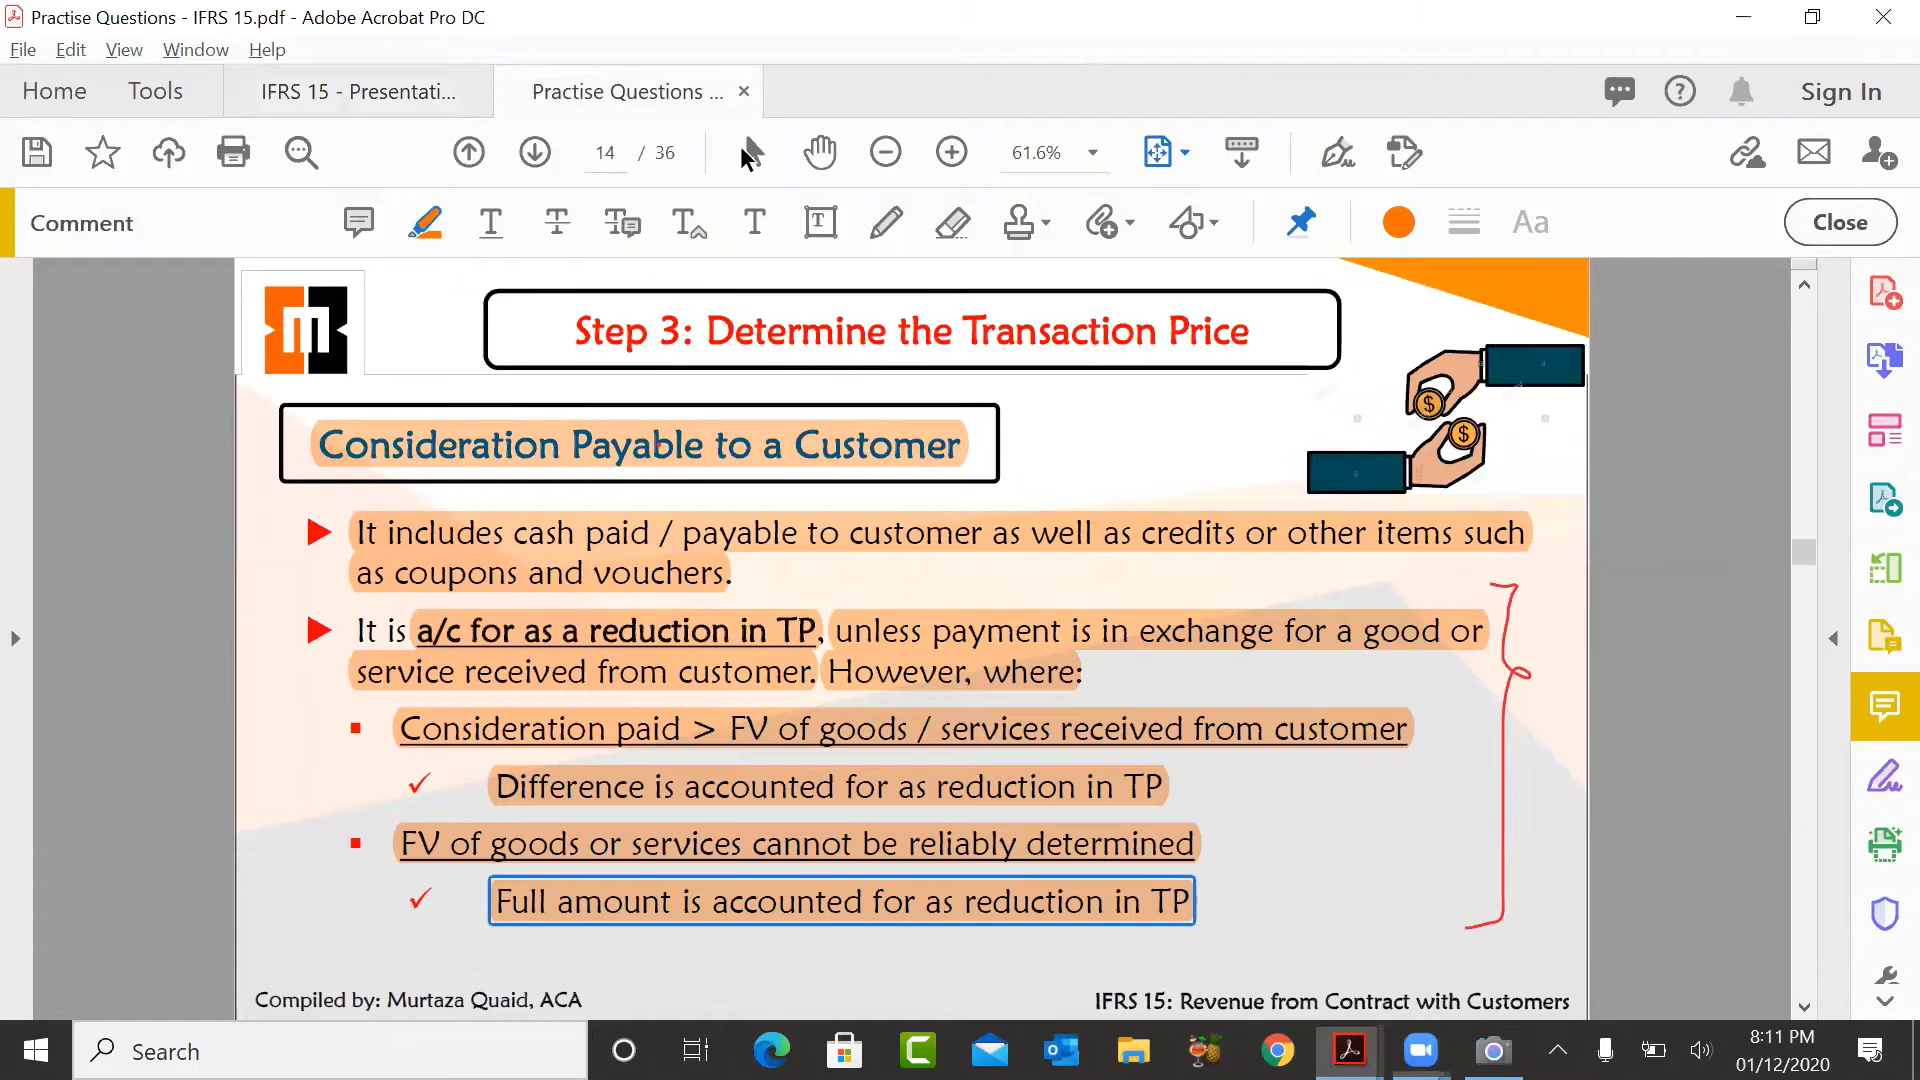 Practise Questions - IFRS 15.pdf - Adobe Acrobat Pro DC
File Edit View Window Help
Home Tools IFRS 15 - Presentati... Practise Questions ... × Sign In
14 / 36 61.6%
Comment Aa Close
m
Step 3: Determine the Transaction Price
Consideration Payable to a Customer
It includes cash paid / payable to customer as well as credits or other items such
as coupons and vouchers.
It is a/c for as a reduction in TP, unless payment is in exchange for a good or
service received from customer. However, where:
Consideration paid > FV of goods / services received from customer
Difference is accounted for as reduction in TP
FV of goods or services cannot be reliably determined
Full amount is accounted for as reduction in TP
Compiled by: Murtaza Quaid, ACA
IFRS 15: Revenue from Contract with Customers
Search
8:11 PM
01/12/2020